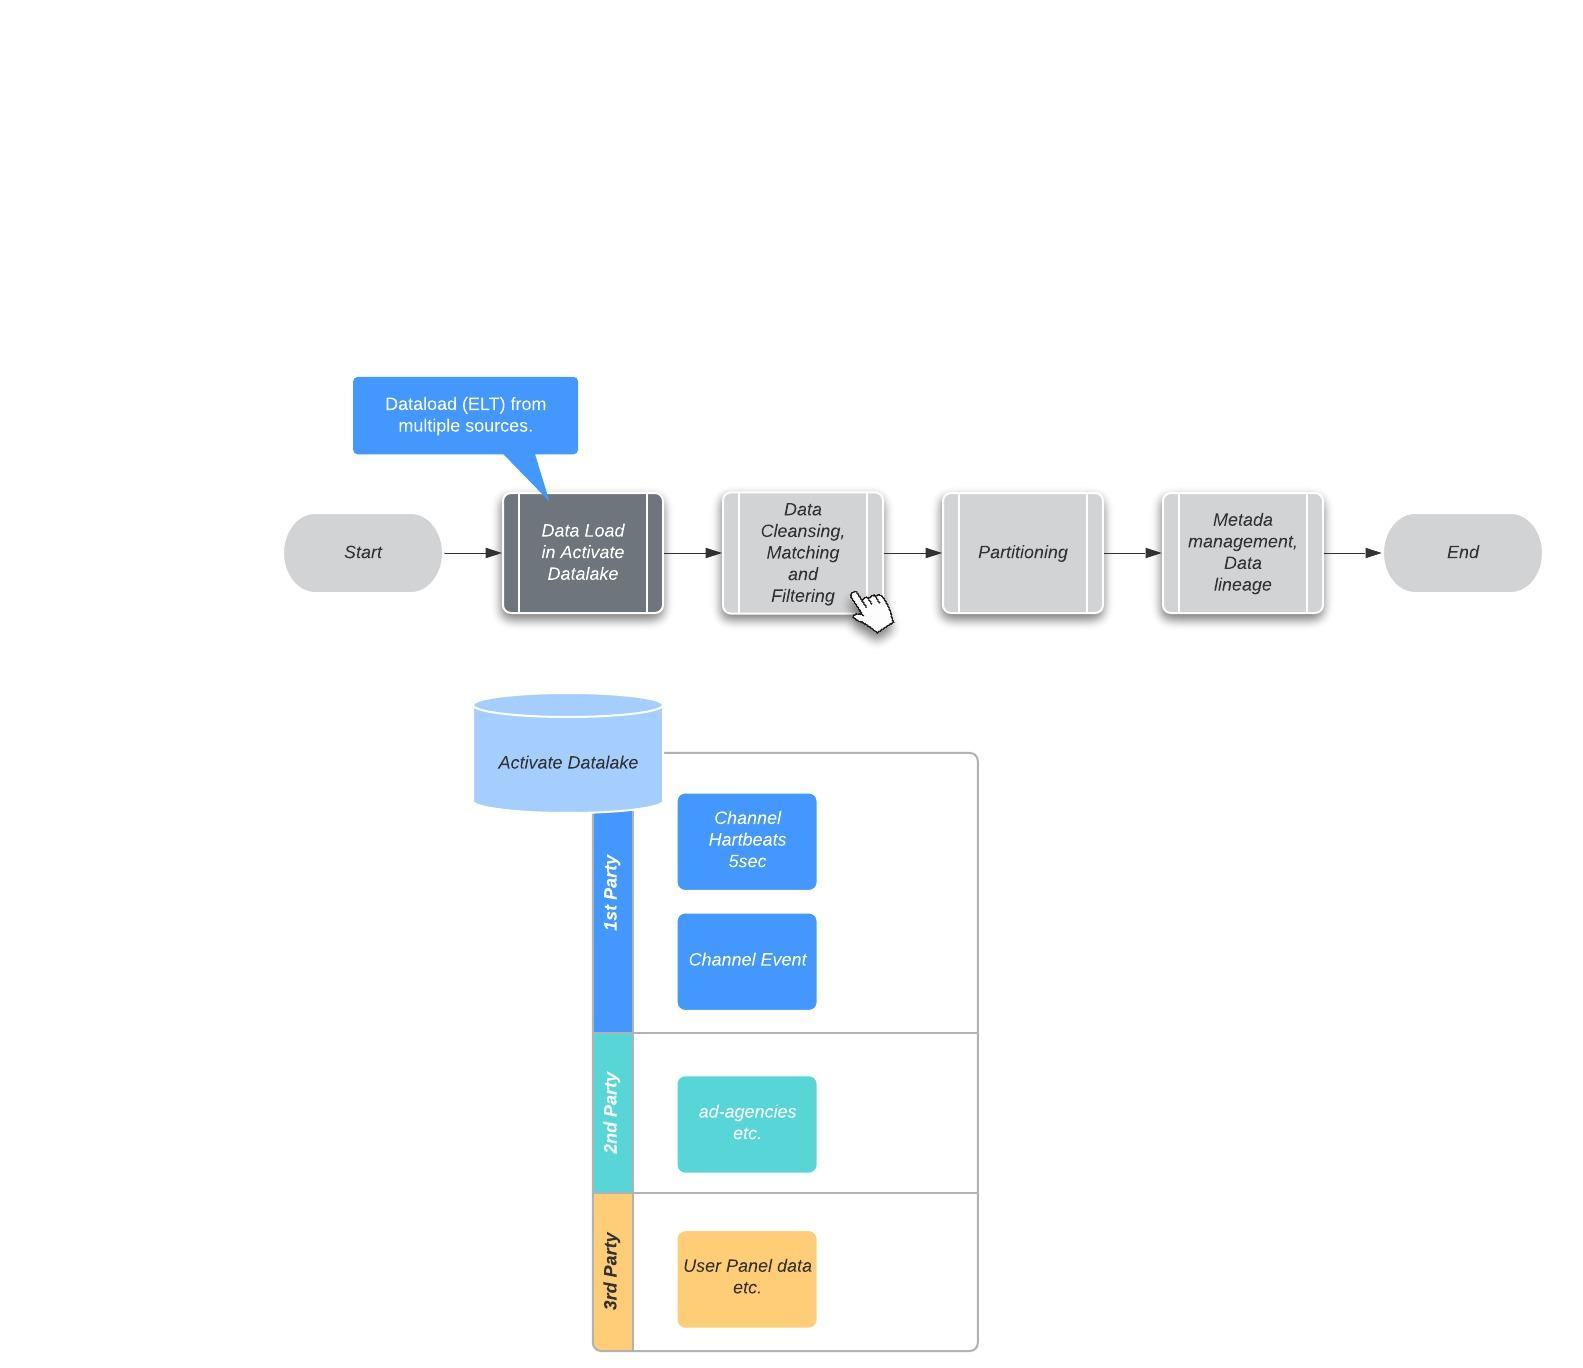 Dataload (ELT) from
multiple sources.
Start
Data Load
in Activate
Datalake
Data
Cleansing,
Matching
and
Filtering
Partitioning
Metada
management,
Data
lineage
End
Activate Datalake
1st Party
Channel
Hartbeats
5sec
Channel Event
2nd Party
ad-agencies
etc.
3rd Party
User Panel data
etc.